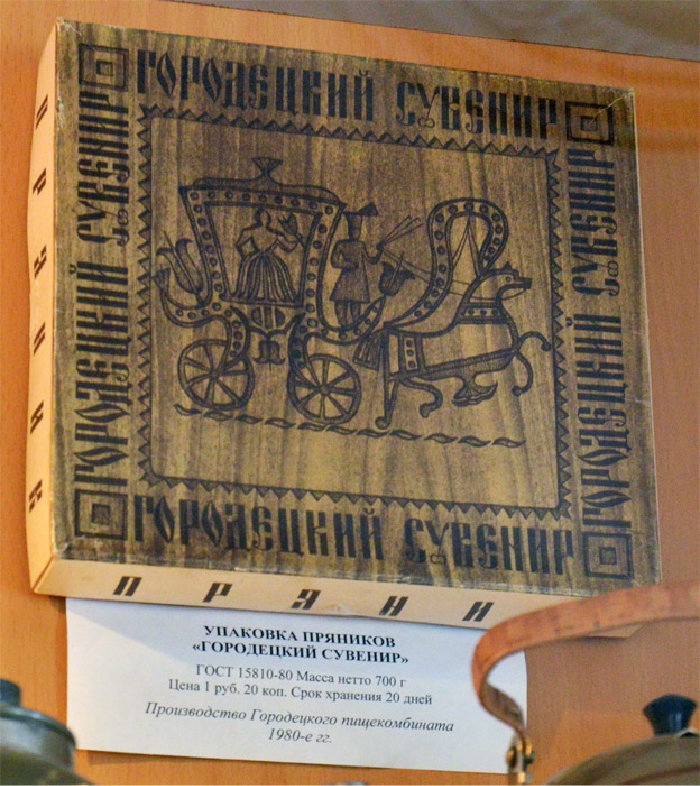 ГОРОДЕЦКИЙ СУВЕНИР
ГОРОДЕЦКИЙ СУВЕНИР
ГОРОДЕЦКИЙ СУВЕНИР
ГОРОДЕЦКИЙ СУВЕНИР
ПРЯНИ
УПАКОВКА ПРЯНИКОВ
«ГОРОДЕЦКИЙ СУВЕНИР»
ГОСТ 15810-80 Масса нетто 700 г
Цена 1 руб. 20 коп. Срок хранения 20 дней
Производство Городецкого пищекомбината
1980-е гг.